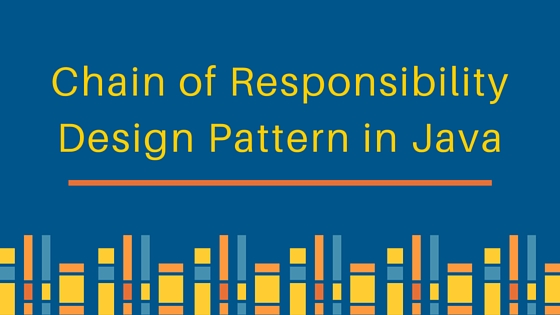 Chain of Responsibility
Design Pattern in Java